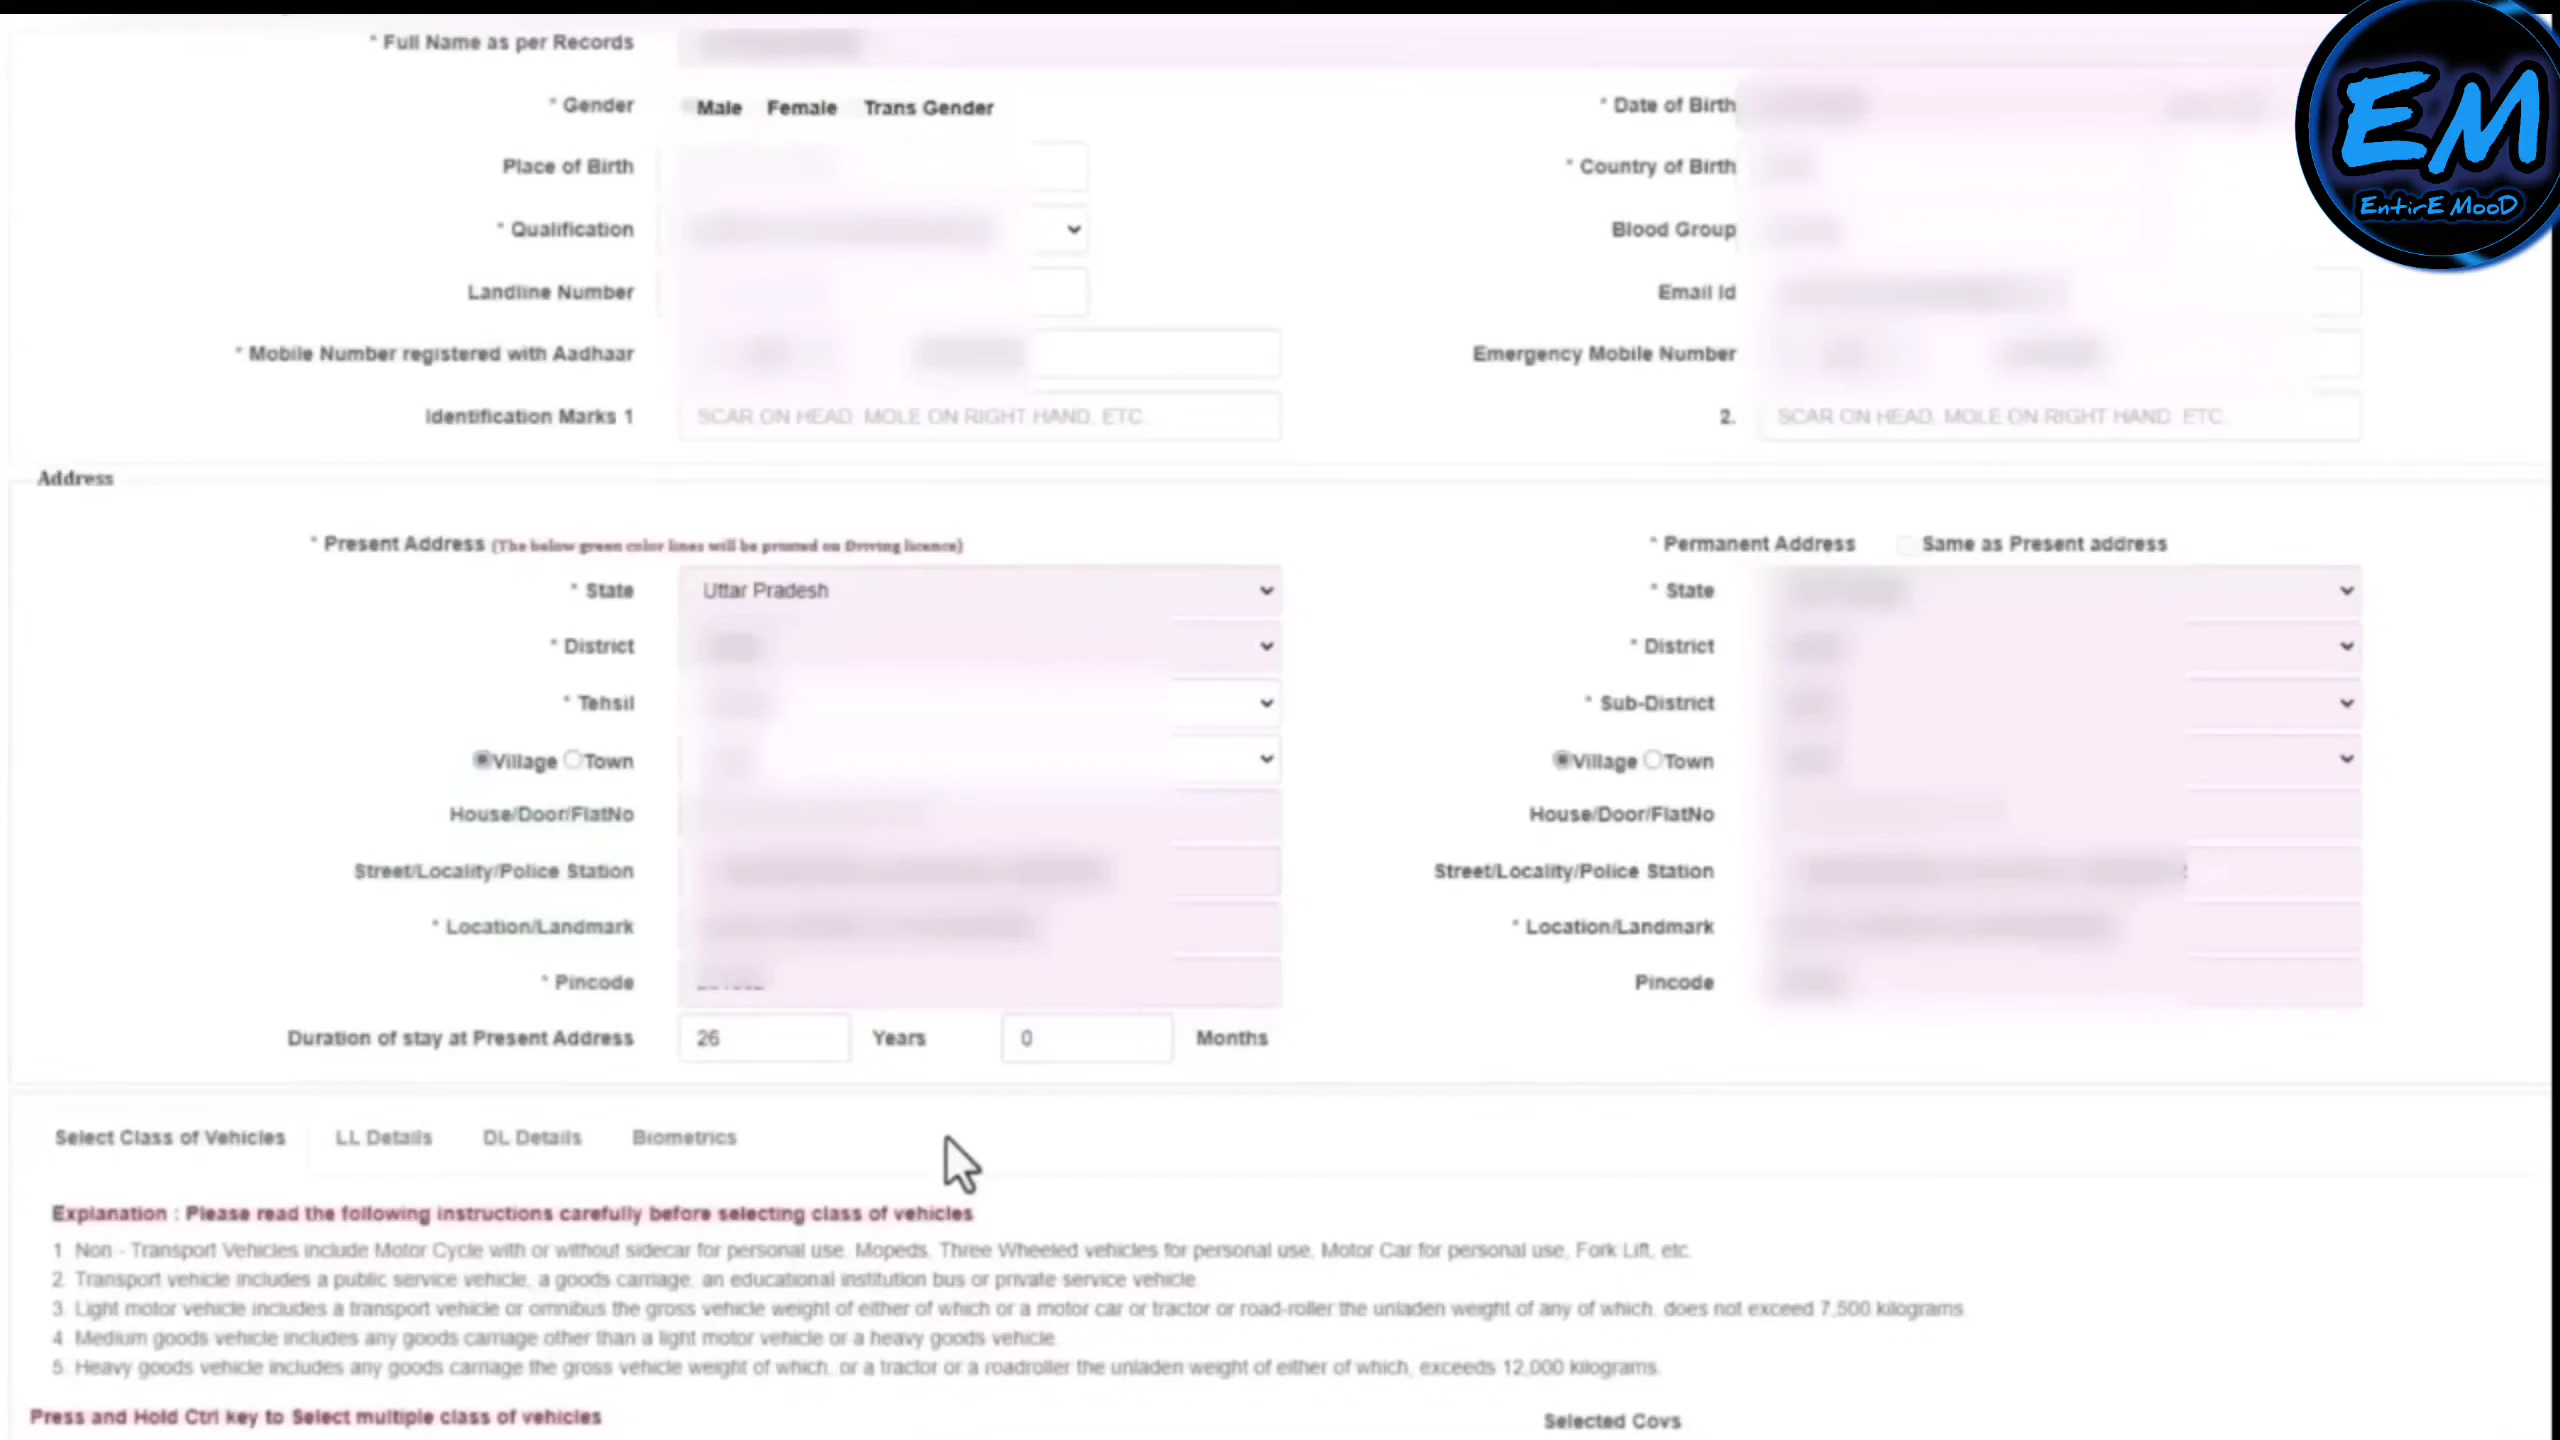 * Full Name as per Records
* Gender Male Female Trans Gender * Date of Birth
Place of Birth * Country of Birth
* Qualification Blood Group
Landline Number Email Id
* Mobile Number registered with Aadhaar Emergency Mobile Number
Identification Marks 1 SCAR ON HEAD, MOLE ON RIGHT HAND, ETC. 2. SCAR ON HEAD, MOLE ON RIGHT HAND, ETC.
EM
EntirE MooD
Address
* Present Address (The below green color lines will be printed on Driving licence) * Permanent Address Same as Present address
* State Uttar Pradesh * State
* District * District
* Tehsil * Sub-District
Village Town Village Town
House/Door/FlatNo House/Door/FlatNo
Street/Locality/Police Station Street/Locality/Police Station
* Location/Landmark * Location/Landmark
* Pincode Pincode
Duration of stay at Present Address 26 Years 0 Months
Select Class of Vehicles LL Details DL Details Biometrics
Explanation : Please read the following instructions carefully before selecting class of vehicles
1. Non - Transport Vehicles include Motor Cycle with or without sidecar for personal use, Mopeds, Three Wheeled vehicles for personal use, Motor Car for personal use, Fork Lift, etc.
2. Transport vehicle includes a public service vehicle, a goods carriage, an educational institution bus or private service vehicle.
3. Light motor vehicle includes a transport vehicle or omnibus the gross vehicle weight of either of which or a motor car or tractor or road-roller the unladen weight of any of which, does not exceed 7,500 kilograms.
4. Medium goods vehicle includes any goods carriage other than a light motor vehicle or a heavy goods vehicle.
5. Heavy goods vehicle includes any goods carriage the gross vehicle weight of which, or a tractor or a roadroller the unladen weight of either of which, exceeds 12,000 kilograms.
Press and Hold Ctrl key to Select multiple class of vehicles Selected Covs